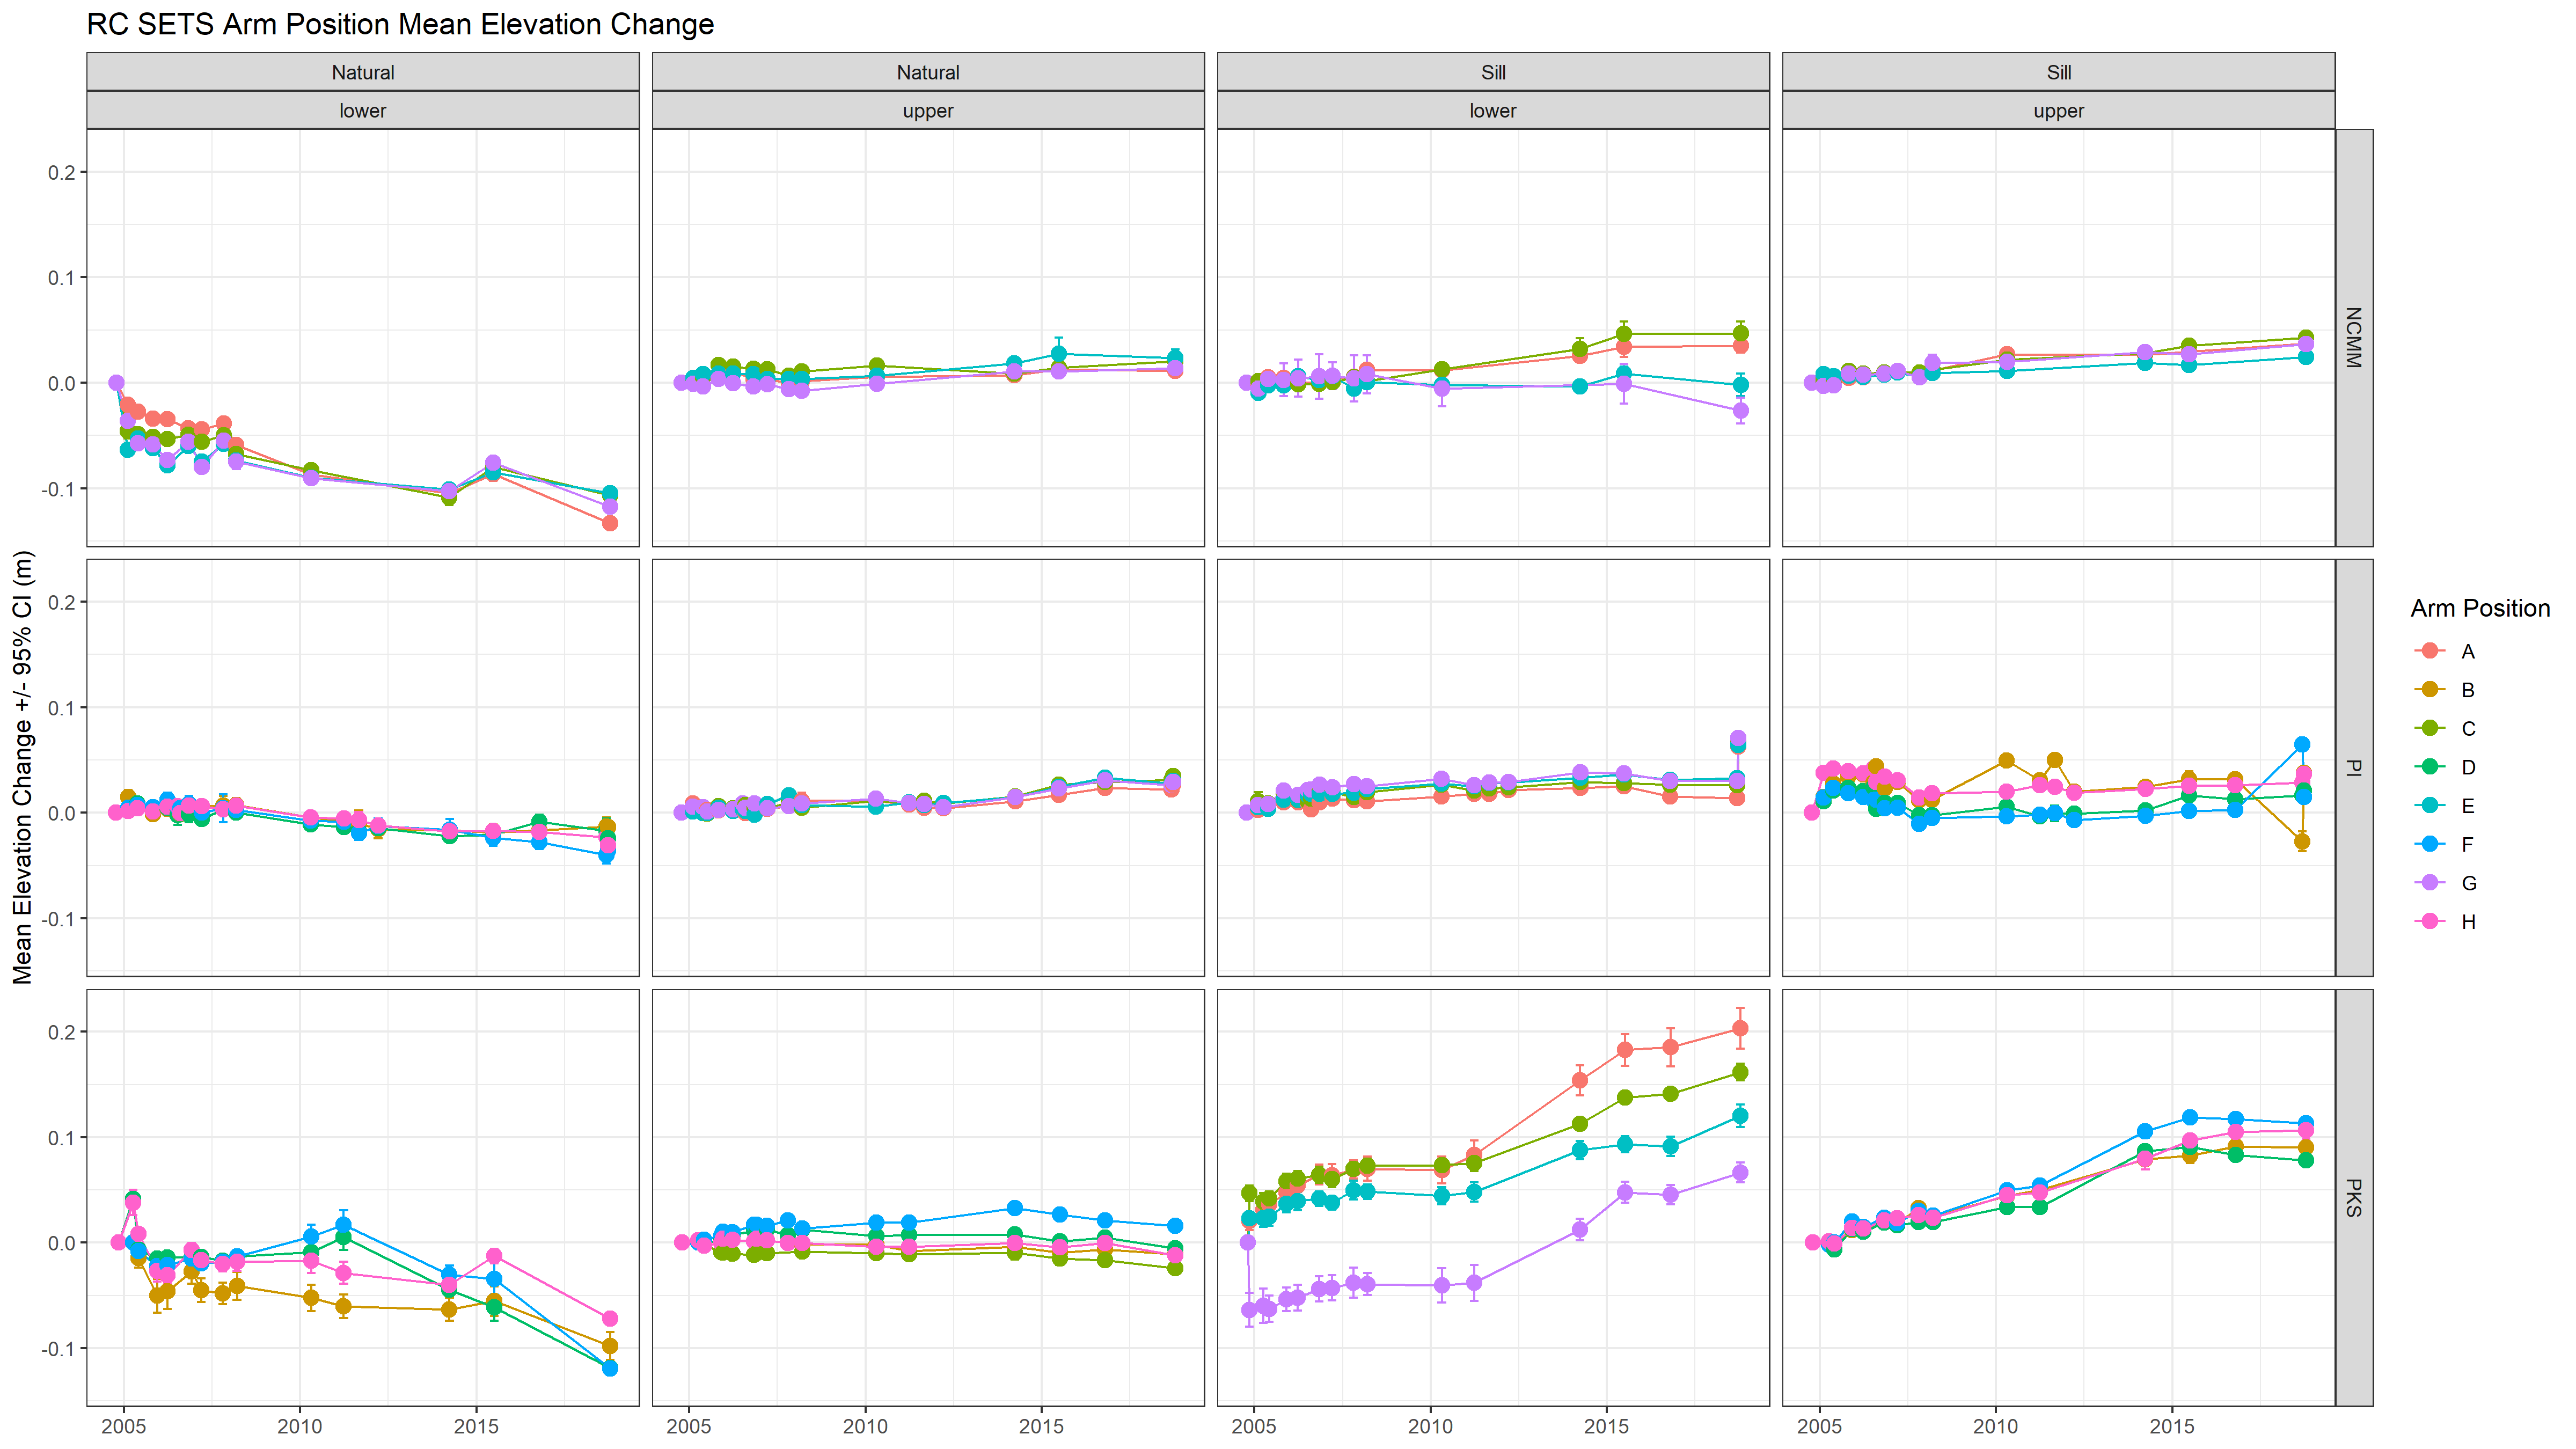 RC SETS Arm Position Mean Elevation Change
Natural Natural Sill Sill
lower upper lower upper
0.2
0.1
0.0
-0.1
NCMM
0.2
0.1
0.0
-0.1
PI
0.2
0.1
0.0
-0.1
PKS
2005 2010 2015 2005 2010 2015 2005 2010 2015 2005 2010 2015
Mean Elevation Change +/- 95% CI (m)
Arm Position
A
B
C
D
E
F
G
H